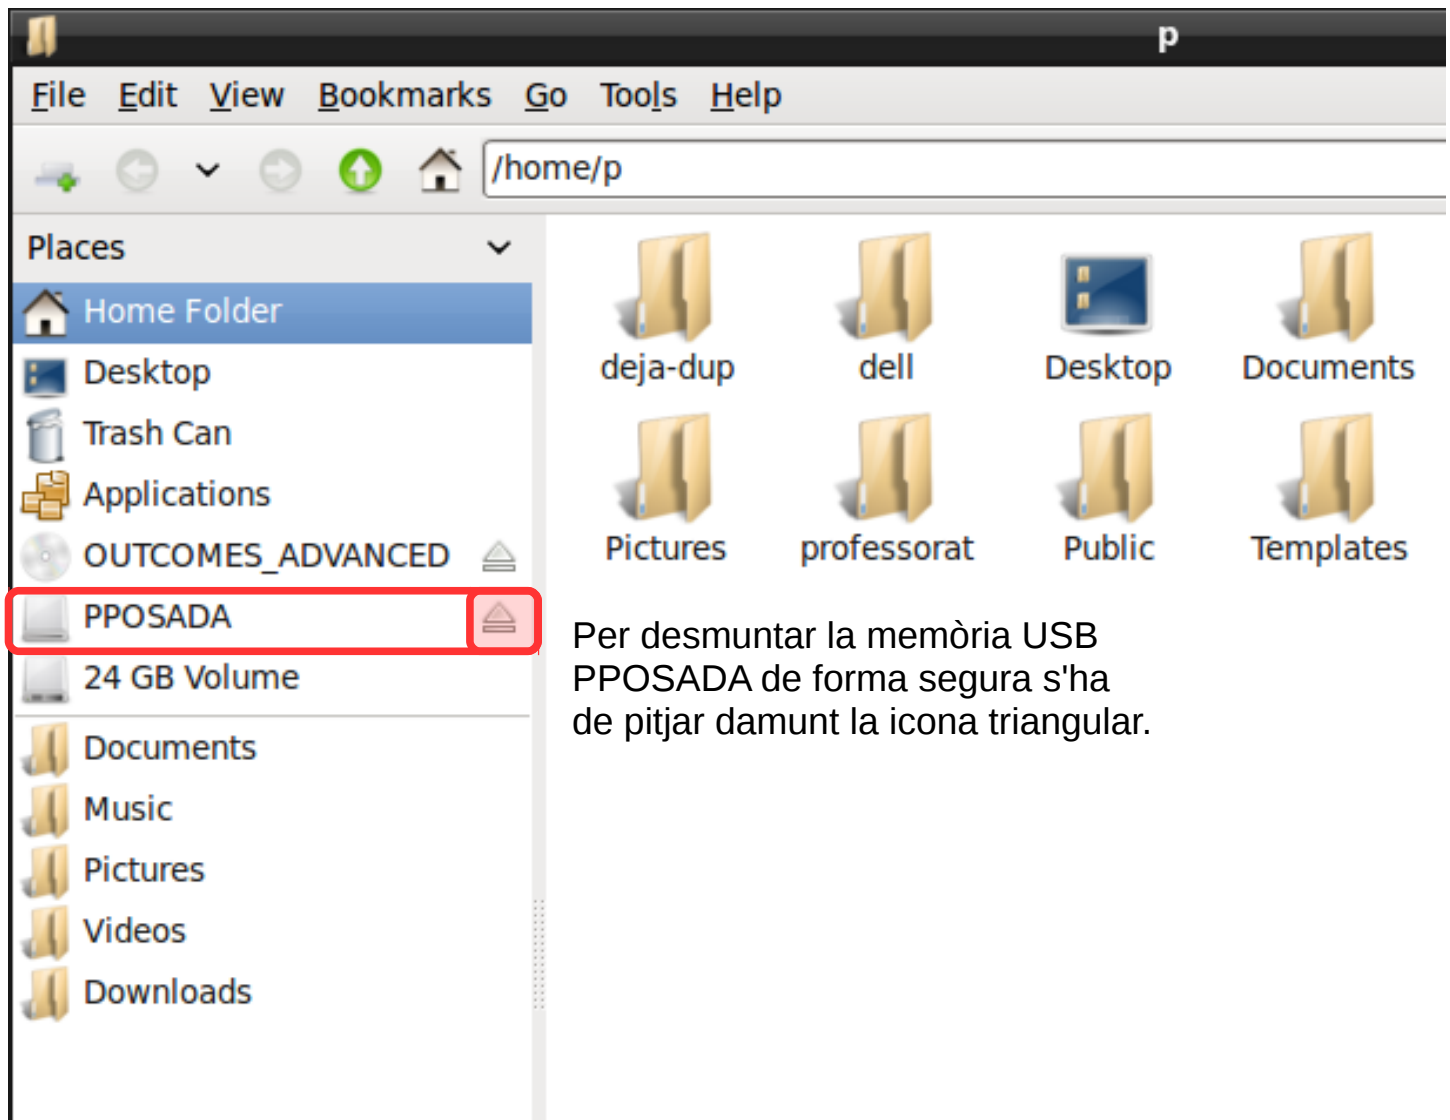 p
File Edit View Bookmarks Go Tools Help
/home/p
Places
Home Folder
Desktop
Trash Can
Applications
OUTCOMES_ADVANCED
PPOSADA
24 GB Volume
Documents
Music
Pictures
Videos
Downloads
deja-dup dell Desktop Documents
Pictures professorat Public Templates
Per desmuntar la memòria USB
PPOSADA de forma segura s'ha
de pitjar damunt la icona triangular.